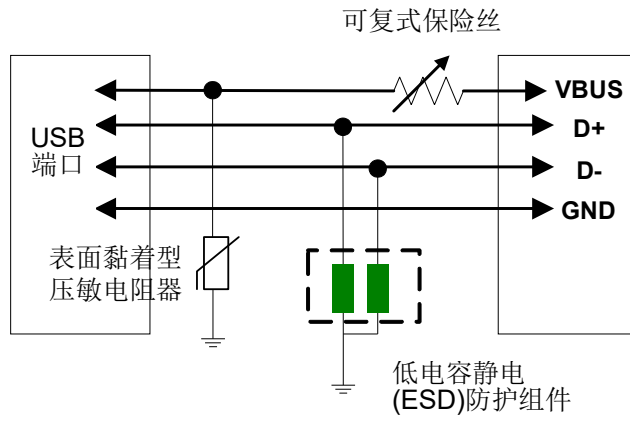 可复式保险丝
USB
端口
VBUS
D+
D-
GND
表面黏着型
压敏电阻器
低电容静电
(ESD)防护组件